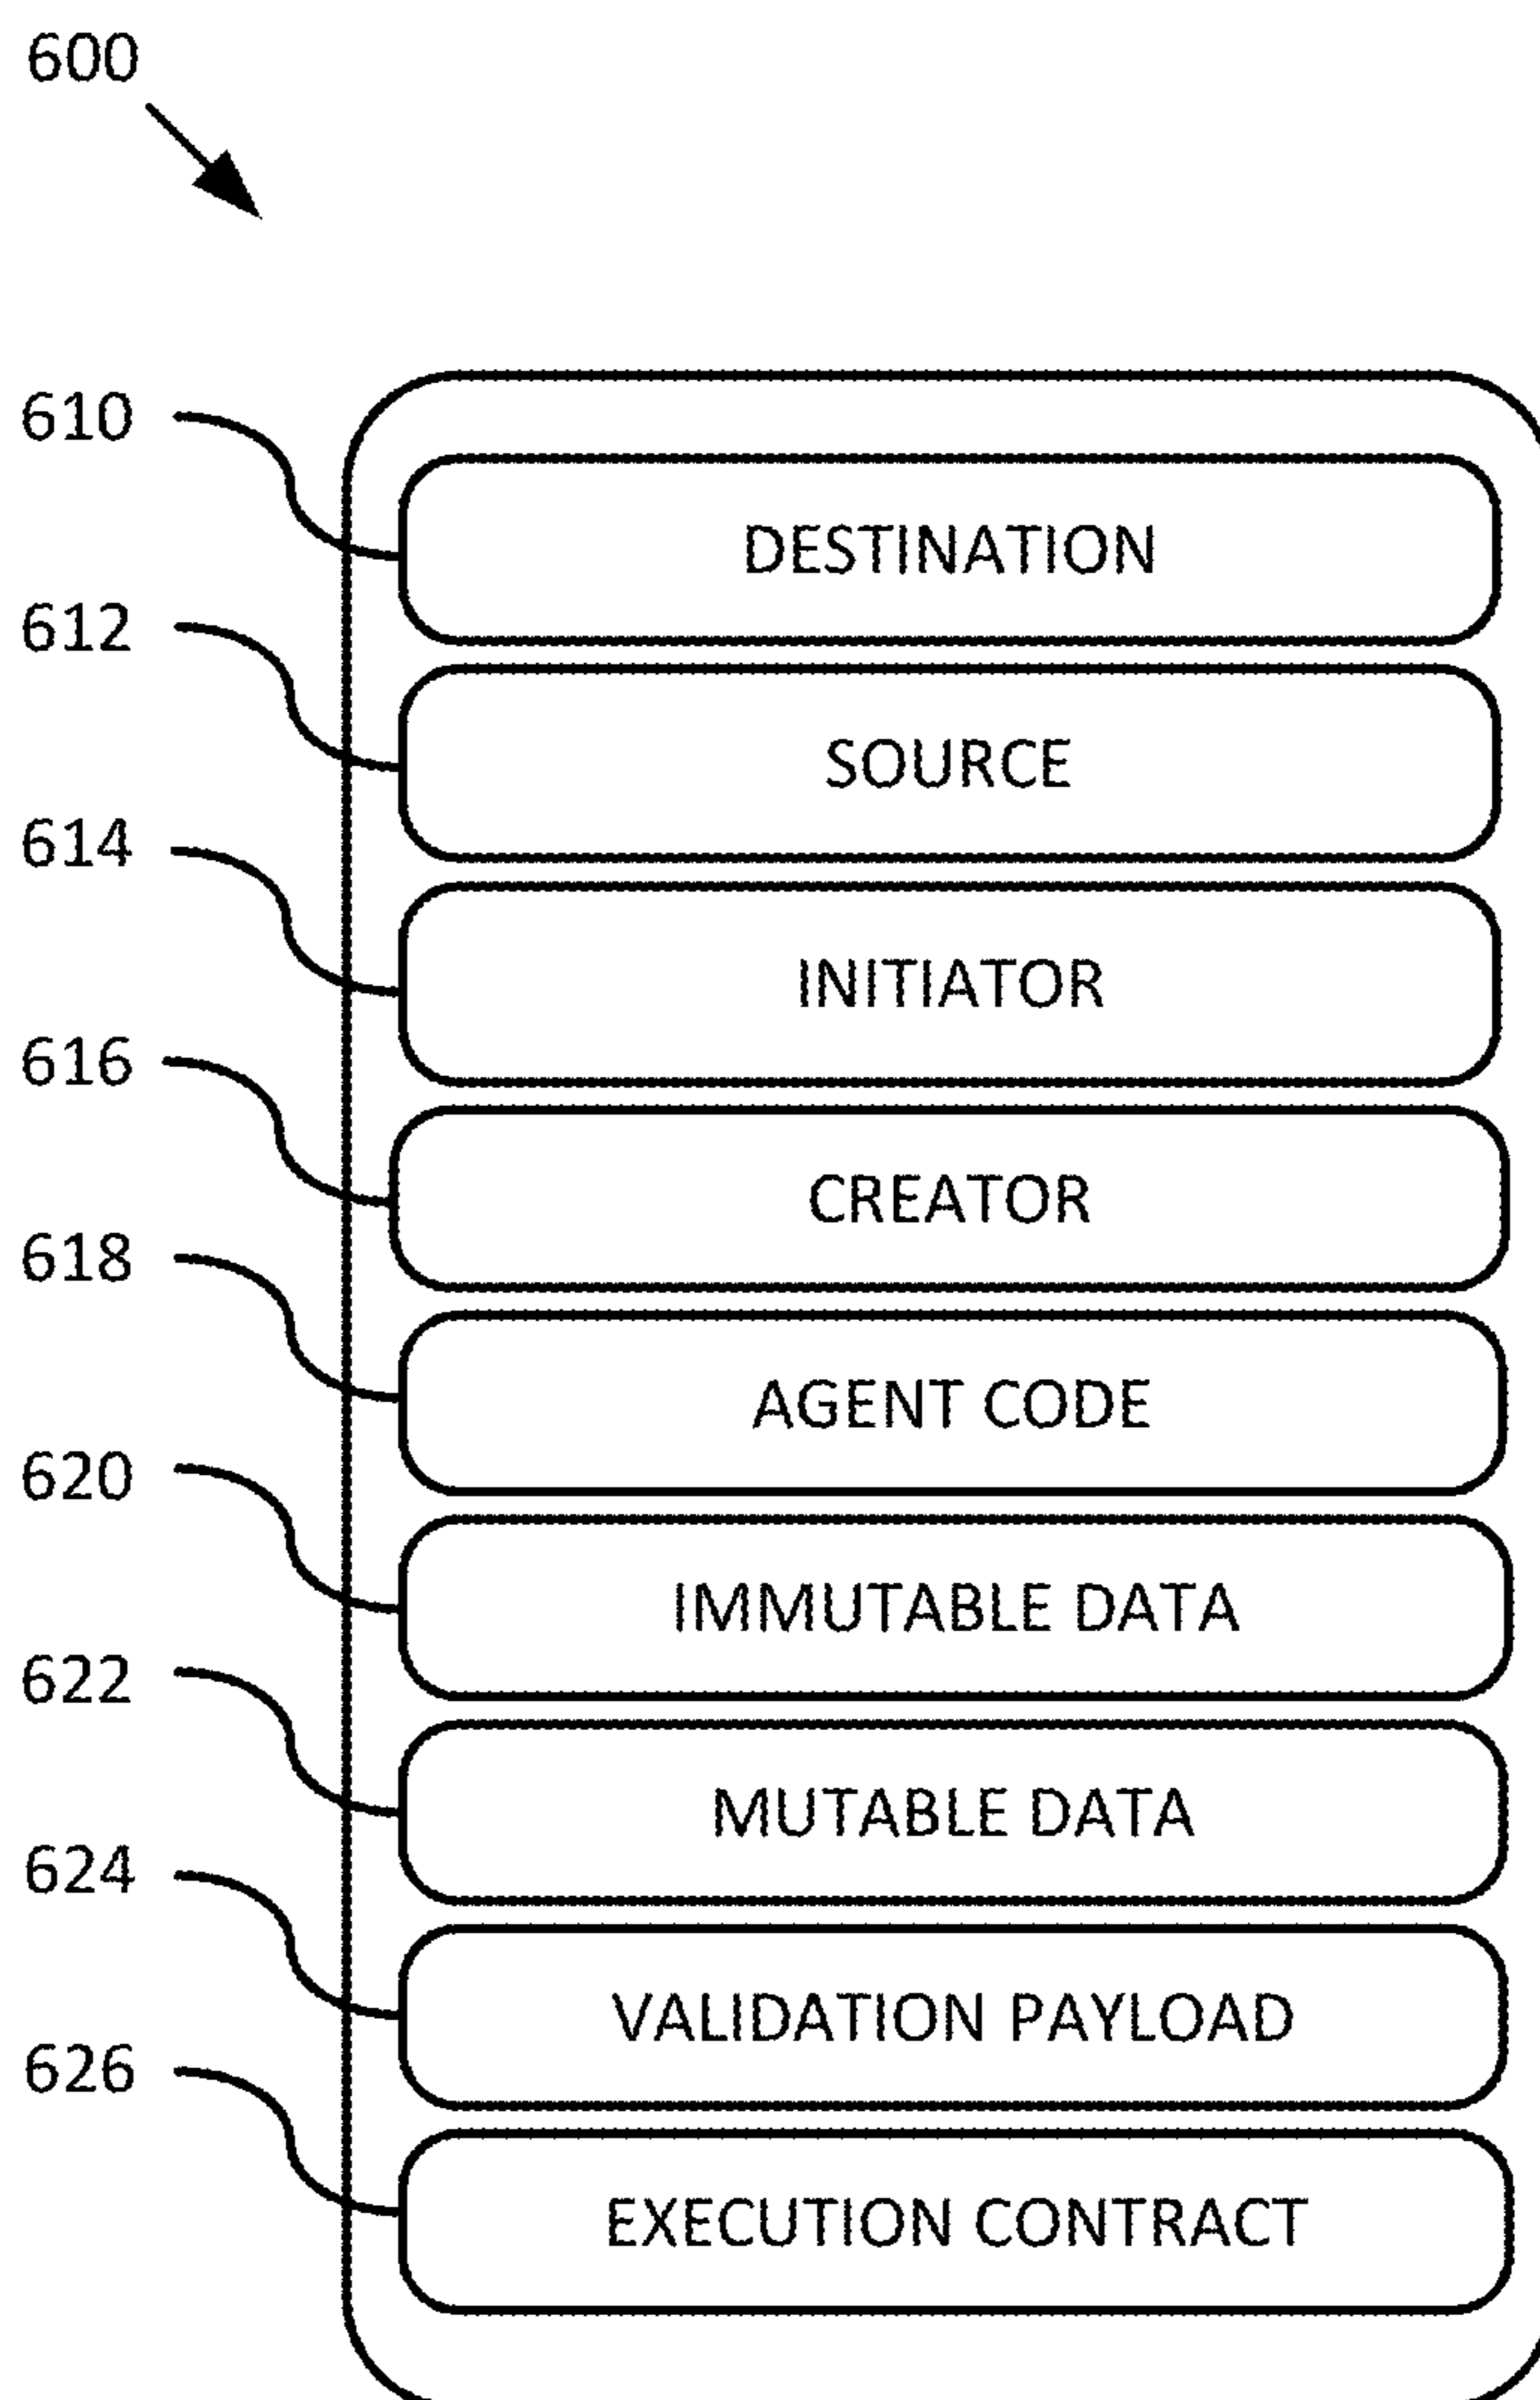 600
610
DESTINATION
612
SOURCE
614
INITIATOR
616
CREATOR
618
AGENT CODE
620
IMMUTABLE DATA
622
MUTABLE DATA
624
VALIDATION PAYLOAD
626
EXECUTION CONTRACT